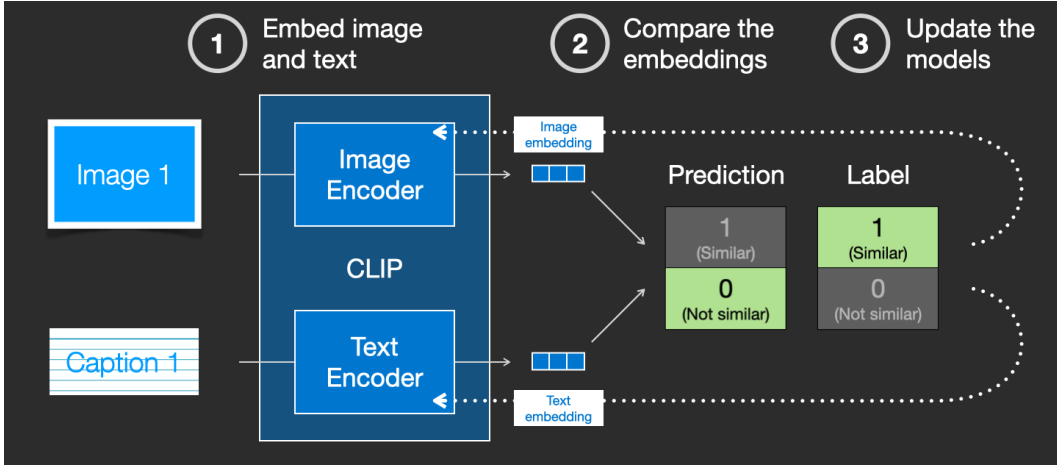 1
Embed image
and text
2
Compare the
embeddings
3
Update the
models
Image 1
Image
Encoder
Image
embedding
CLIP
Caption 1
Text
Encoder
Text
embedding
Prediction
1
(Similar)
0
(Not similar)
Label
1
(Similar)
0
(Not similar)